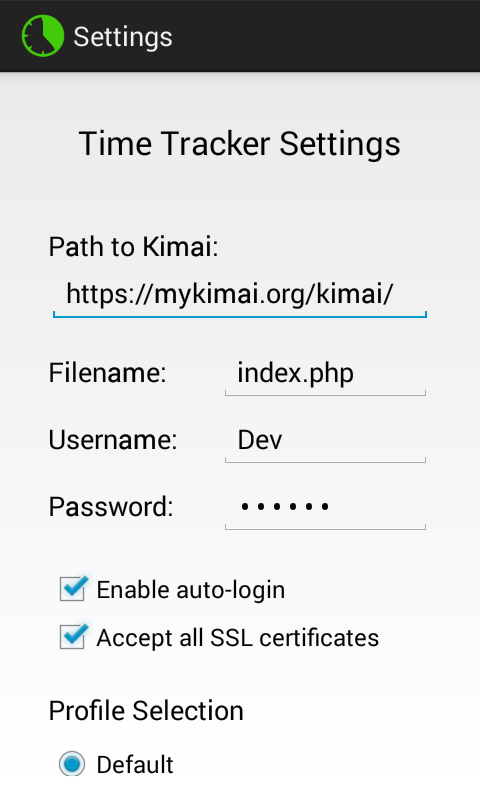 Settings
Time Tracker Settings
Path to Kimai:
https://mykimai.org/kimai/
Filename: index.php
Username: Dev
Password: ••••••
Enable auto-login
Accept all SSL certificates
Profile Selection
Default